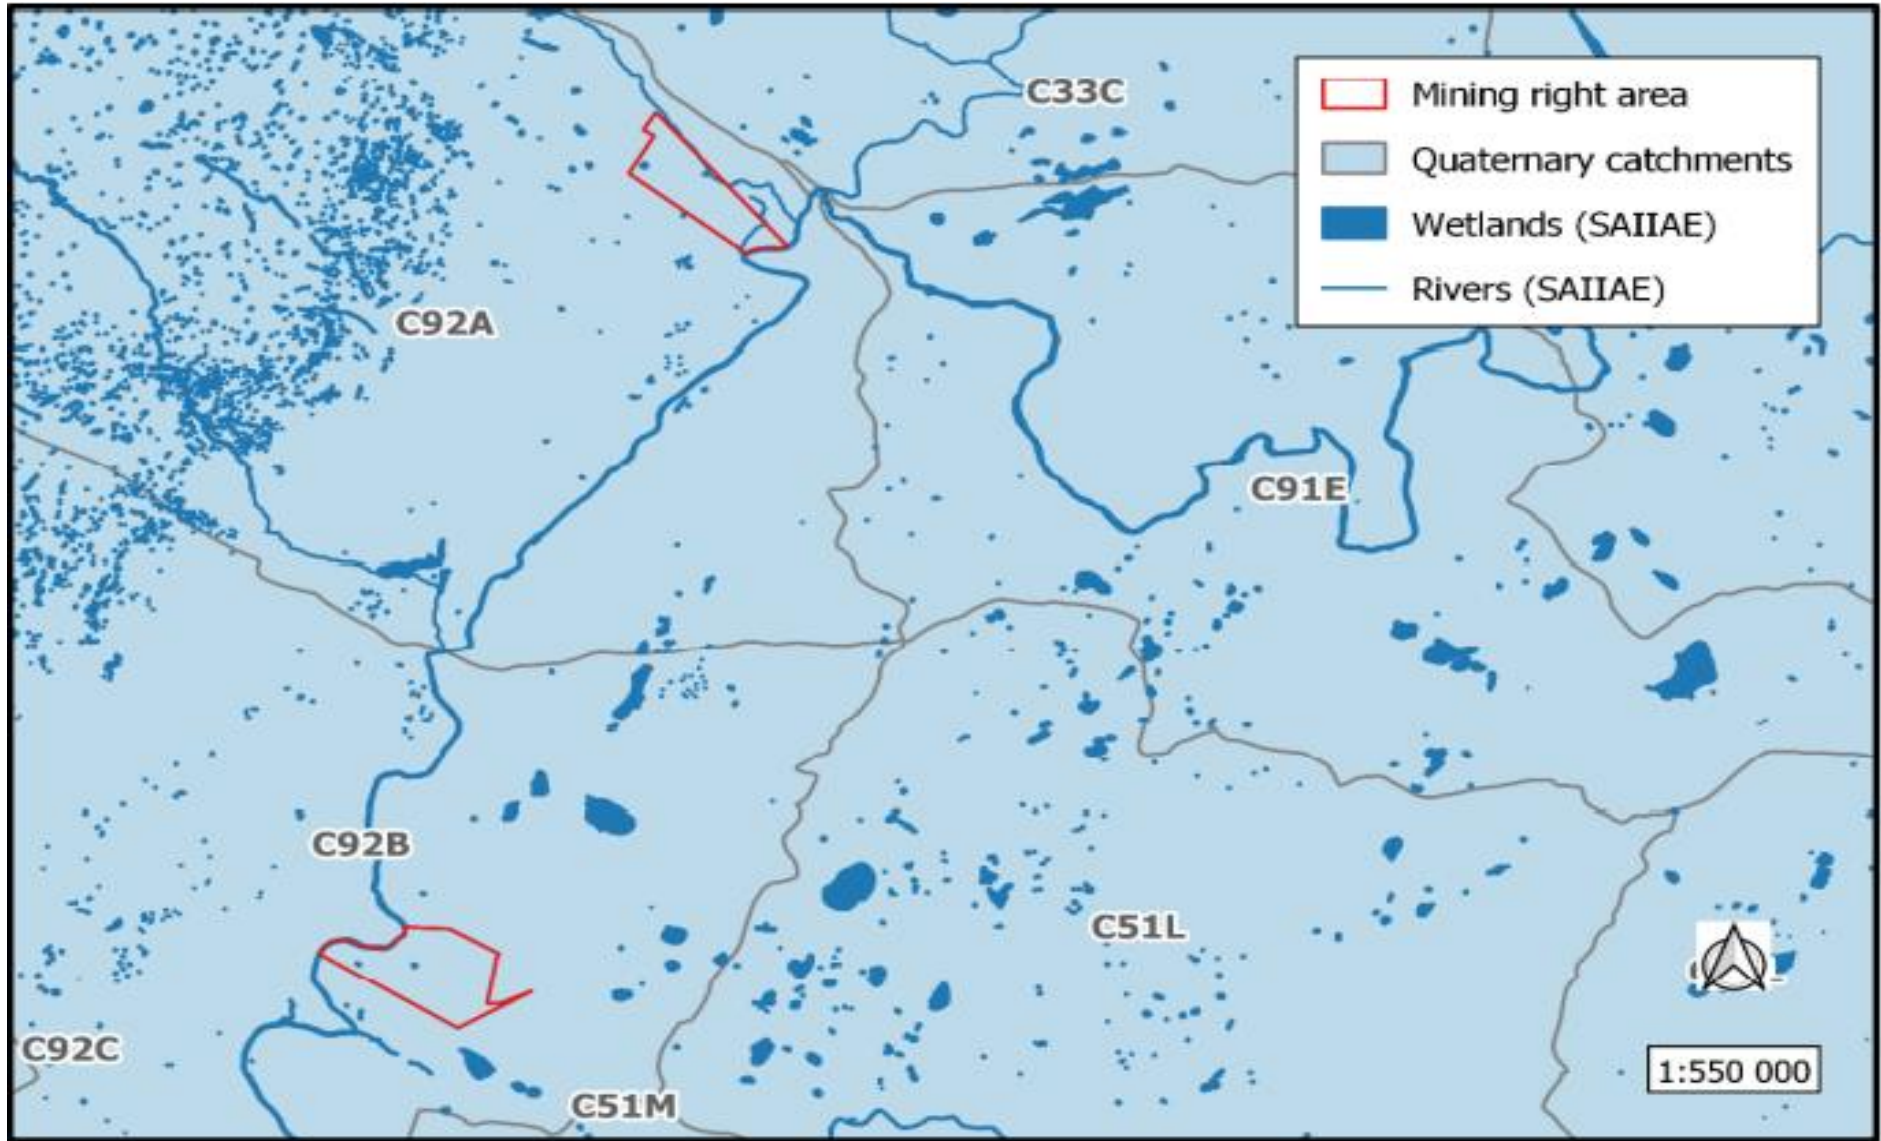 C33C
Mining right area
Quaternary catchments
Wetlands (SAIIAE)
Rivers (SAIIAE)
C92A
C91E
C92B
C51L
C92C
C51M
1:550 000